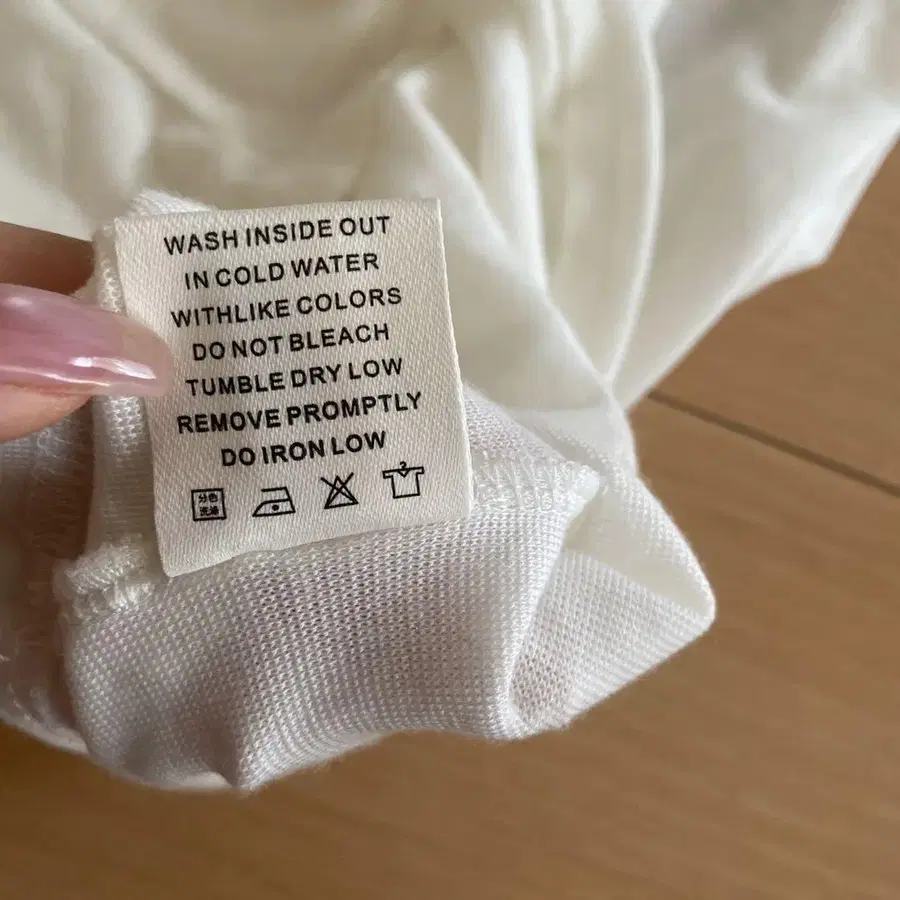 WASH INSIDE OUT
IN COLD WATER
WITHLIKE COLORS
DO NOT BLEACH
TUMBLE DRY LOW
REMOVE PROMPTLY
DO IRON LOW
分色
洗涤